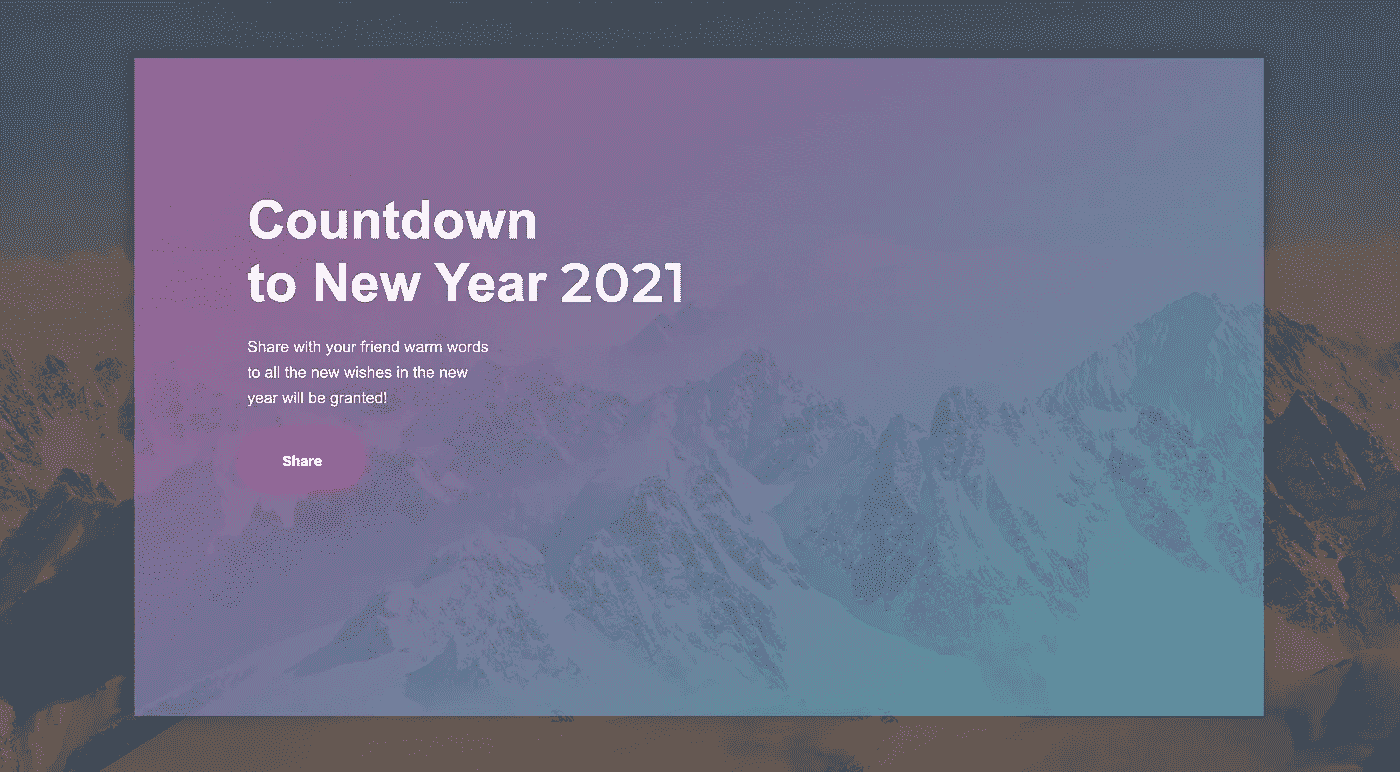 Countdown
to New Year 2021
Share with your friend warm words
to all the new wishes in the new
year will be granted!
Share